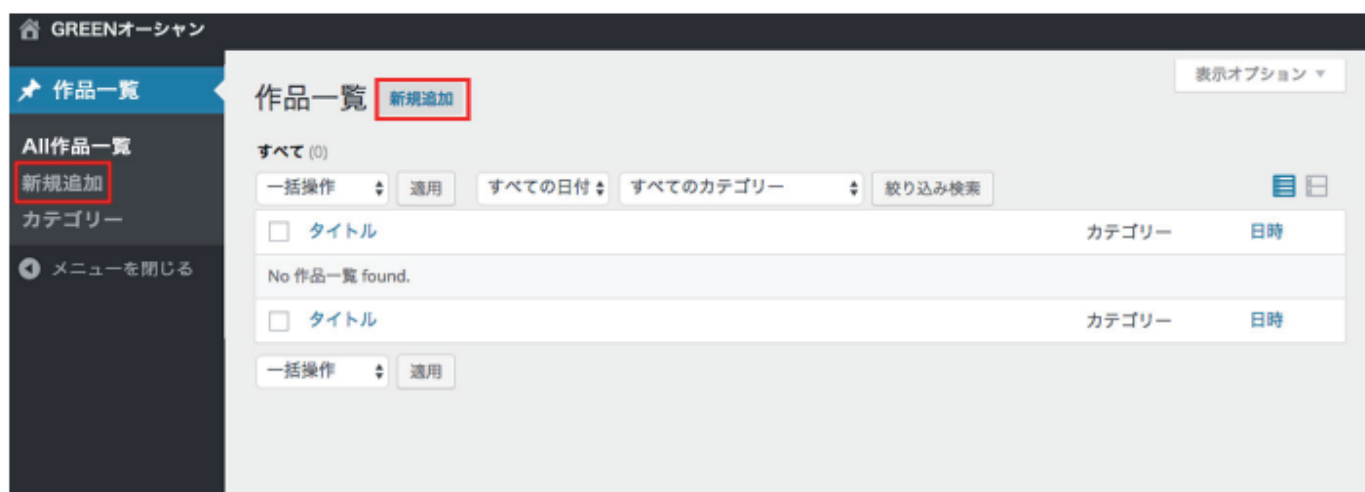 GREENオーシャン
作品一覧
All作品一覧
新規追加
カテゴリー
メニューを閉じる
表示オプション
作品一覧 新規追加
すべて (0)
一括操作 適用 すべての日付 すべてのカテゴリー 絞り込み検索
タイトル カテゴリー 日時
No 作品一覧 found.
タイトル カテゴリー 日時
一括操作 適用